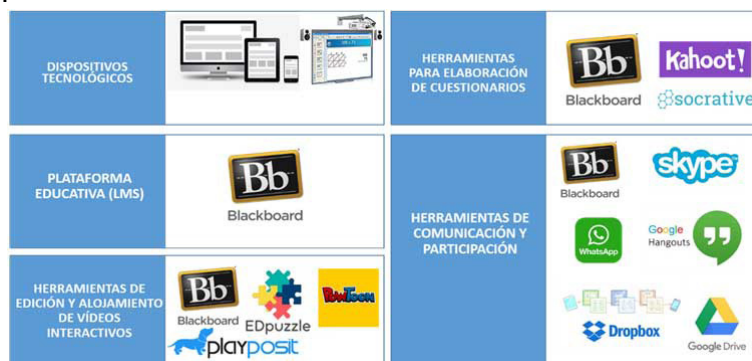 DISPOSITIVOS
TECNOLÓGICOS
PLATAFORMA
EDUCATIVA (LMS)
Bb
Blackboard
HERRAMIENTAS DE
EDICIÓN Y ALOJAMIENTO
DE VÍDEOS
INTERACTIVOS
Bb
Blackboard
EDpuzzle
PowToon
playposit
HERRAMIENTAS
PARA ELABORACIÓN
DE CUESTIONARIOS
Bb
Blackboard
Kahoot!
socrative
HERRAMIENTAS DE
COMUNICACIÓN Y
PARTICIPACIÓN
Bb
Blackboard
skype
WhatsApp
Google
Hangouts
Dropbox
Google Drive